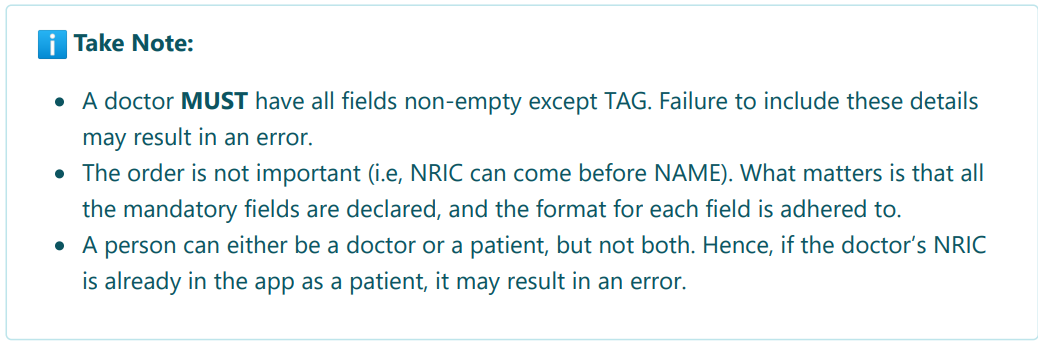 ℹ️ Take Note:
• A doctor MUST have all fields non-empty except TAG. Failure to include these details
may result in an error.
• The order is not important (i.e, NRIC can come before NAME). What matters is that all
the mandatory fields are declared, and the format for each field is adhered to.
• A person can either be a doctor or a patient, but not both. Hence, if the doctor’s NRIC
is already in the app as a patient, it may result in an error.